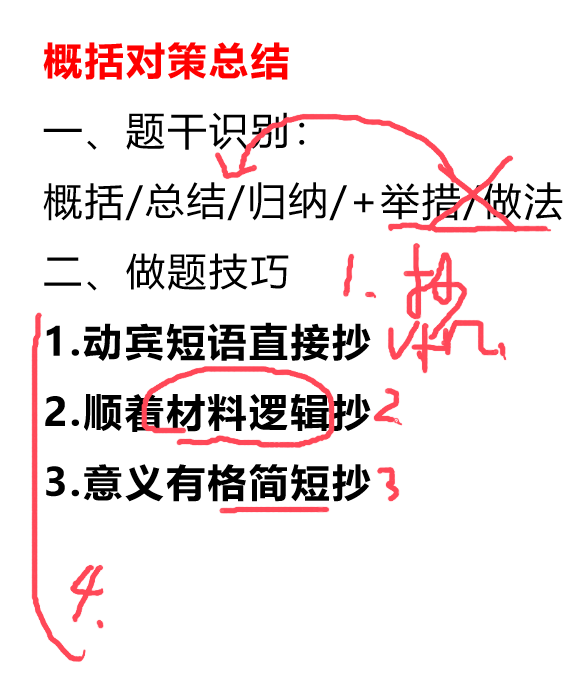 概括对策总结
一、题干识别：
概括/总结/归纳/+举措/做法
二、做题技巧 1. 抄
1.动宾短语直接抄 V+n.
2.顺着材料逻辑抄 2
3.意义有格简短抄 3
4.